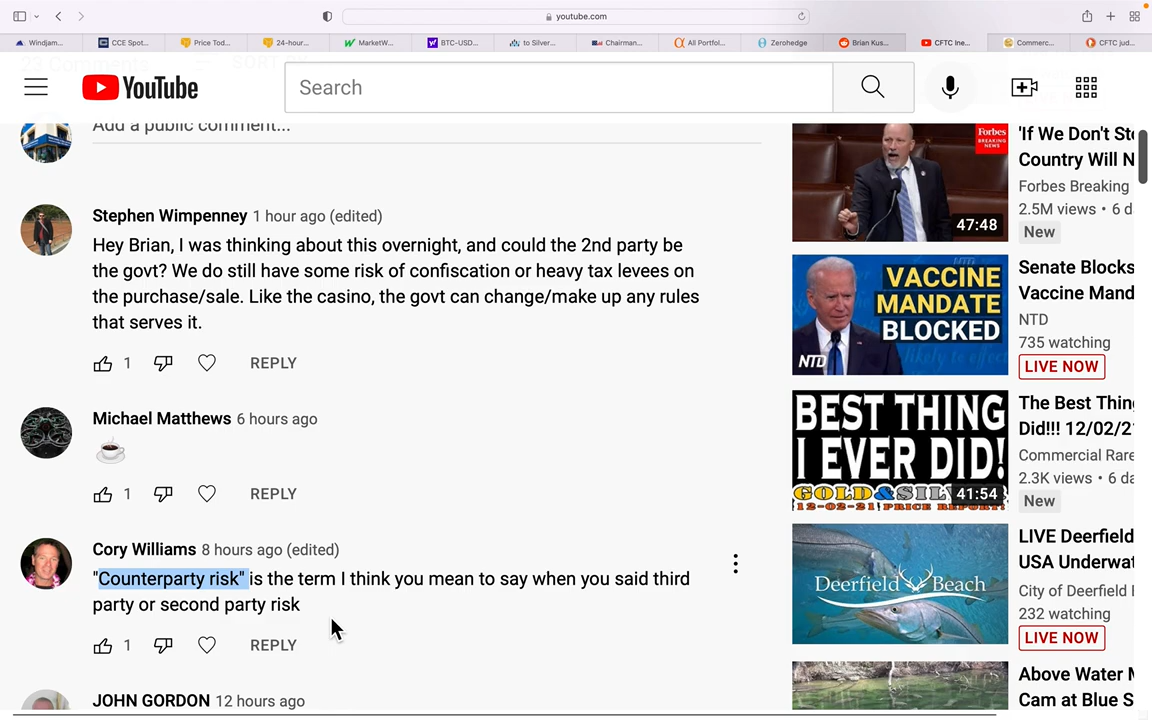 youtube.com
Windjam...
CCE Spot...
Price Tod...
24-hour...
MarketW...
BTC-USD...
to Silver...
Chairman...
All Portfol...
Zerohedge
Brian Kus...
CFTC Ine...
Commerc...
CFTC jud...
23 Comments
SORT
YouTube
Search
Add a public comment...
Stephen Wimpenney 1 hour ago (edited)
Hey Brian, I was thinking about this overnight, and could the 2nd party be
the govt? We do still have some risk of confiscation or heavy tax levees on
the purchase/sale. Like the casino, the govt can change/make up any rules
that serves it.
1 REPLY
Michael Matthews 6 hours ago
1 REPLY
Cory Williams 8 hours ago (edited)
"Counterparty risk" is the term I think you mean to say when you said third
party or second party risk
1 REPLY
JOHN GORDON 12 hours ago
Forbes
BREAKING
NEWS
47:48
'If We Don't Sto
Country Will N
Forbes Breaking
2.5M views • 6 d
New
VACCINE
MANDATE
BLOCKED
NTD
Senate Blocks
Vaccine Mand
NTD
735 watching
LIVE NOW
BEST THING
I EVER DID!
GOLD&SIL
12-02-21 PRICE REPORT!
41:54
The Best Thin
Did!!! 12/02/2
Commercial Rare
2.3K views • 6 da
New
Deerfield Beach
LIVE Deerfield
USA Underwat
City of Deerfield
232 watching
LIVE NOW
Above Water
Cam at Blue S